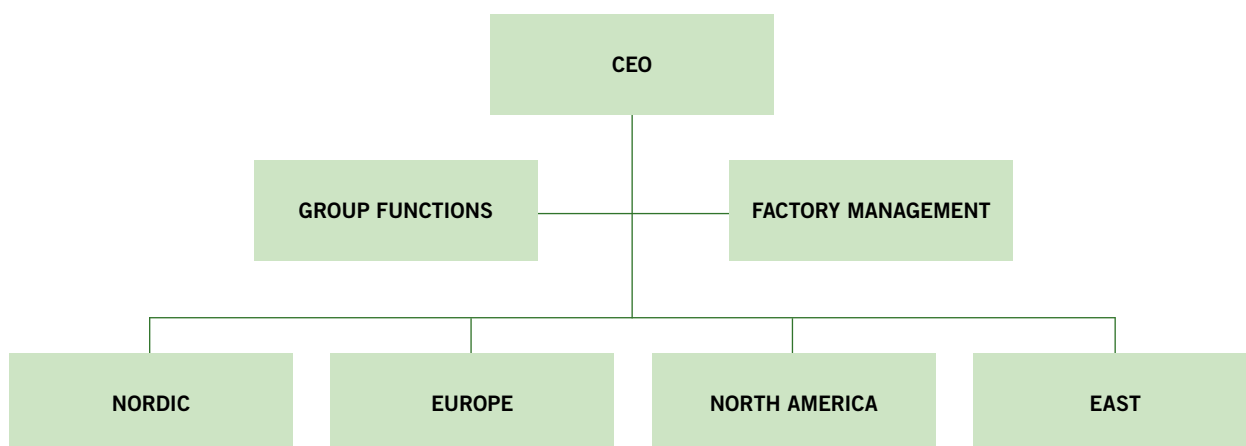 CEO
GROUP FUNCTIONS
FACTORY MANAGEMENT
NORDIC
EUROPE
NORTH AMERICA
EAST